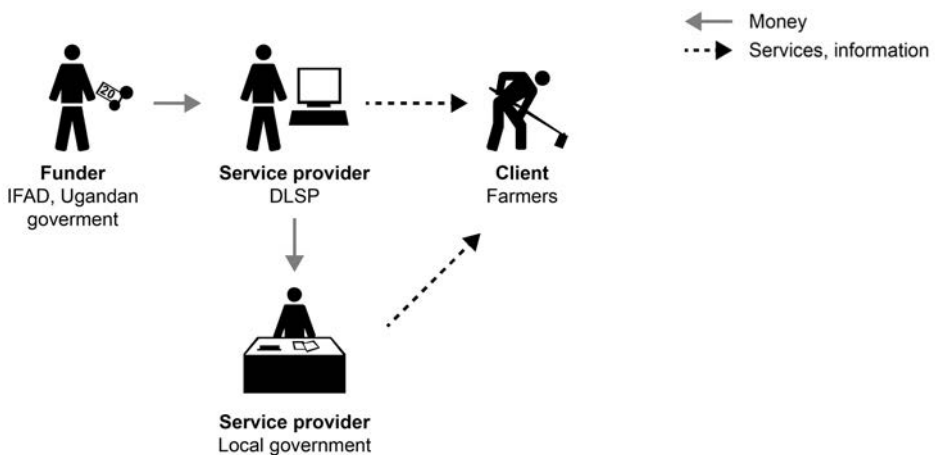 Money
Services, information
20
Funder
IFAD, Ugandan
goverment
Service provider
DLSP
Client
Farmers
Service provider
Local government